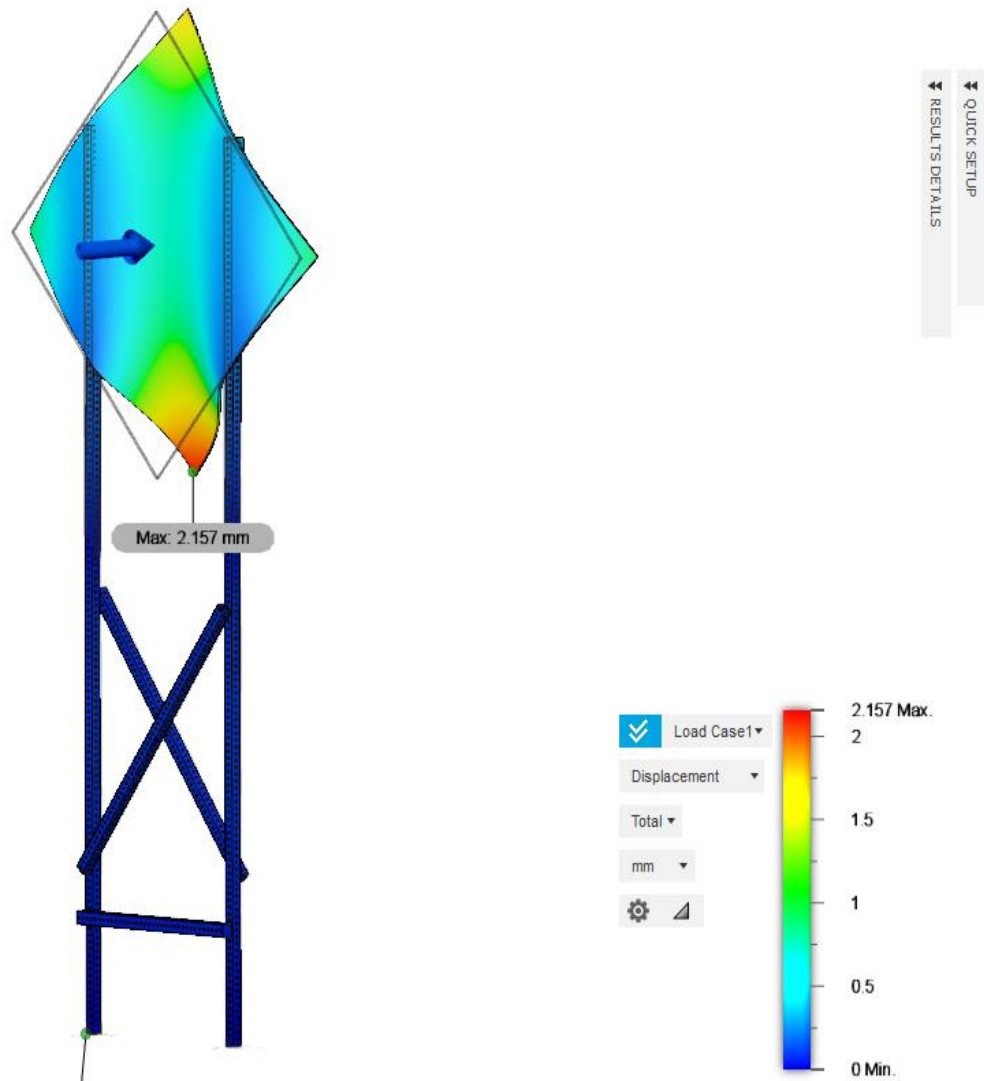 QUICK SETUP
RESULTS DETAILS
Max: 2.157 mm
Load Case1
Displacement
Total
mm
2.157 Max.
2
1.5
1
0.5
0 Min.